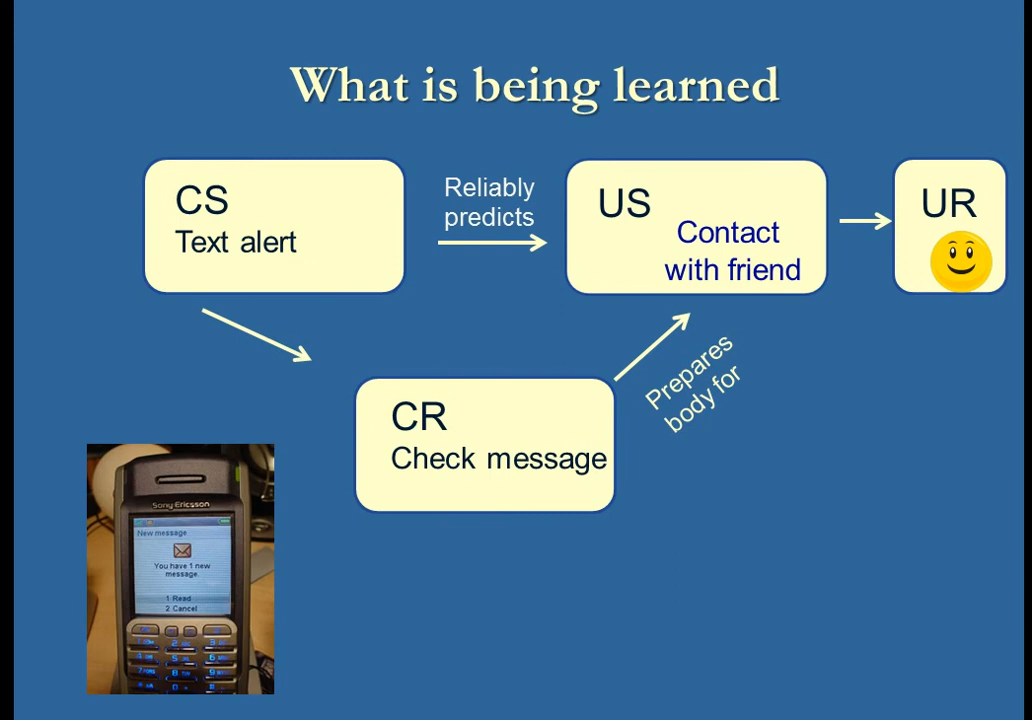 What is being learned
CS
Text alert
Reliably
predicts
US
Contact
with friend
UR
CR
Check message
Prepares
body for
Sony Ericsson
New message
You have 1 new
message.
1 Read
2 Cancel